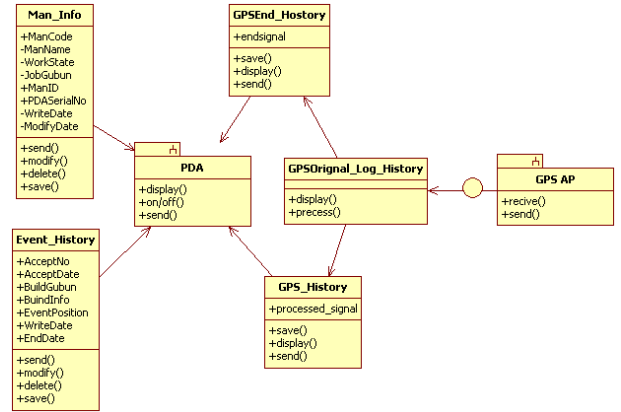 Man_Info
+ManCode
-ManName
-WorkState
-JobGubun
+ManID
+PDASerialNo
-WriteDate
-ModifyDate
+send()
+modify()
+delete()
+save()
GPSEnd_Hostory
+endsignal
+save()
+display()
+send()
PDA
+display()
+on/off()
+send()
GPSOrignal_Log_History
+display()
+precess()
GPS AP
+recive()
+send()
Event_History
+AcceptNo
+AcceptDate
+BuildGubun
+BuindInfo
+EventPosition
+WriteDate
+EndDate
+send()
+modify()
+delete()
+save()
GPS_History
+processed_signal
+save()
+display()
+send()